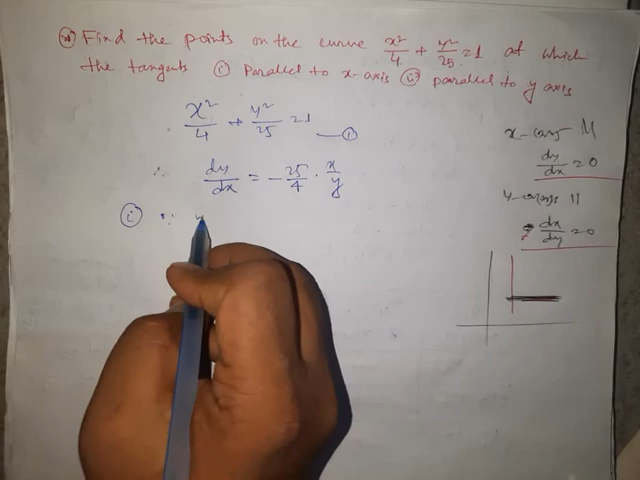 Find the points on the curve x²/4 + y²/25 = 1 at which
the tangents (i) parallel to x-axis (ii) parallel to y axis
x²/4 + y²/25 = 1 —(1)
∴ dy/dx = -25/4 · x/y
(i) ∵
x- ||
dy/dx = 0
y- ||
dx/dy = 0